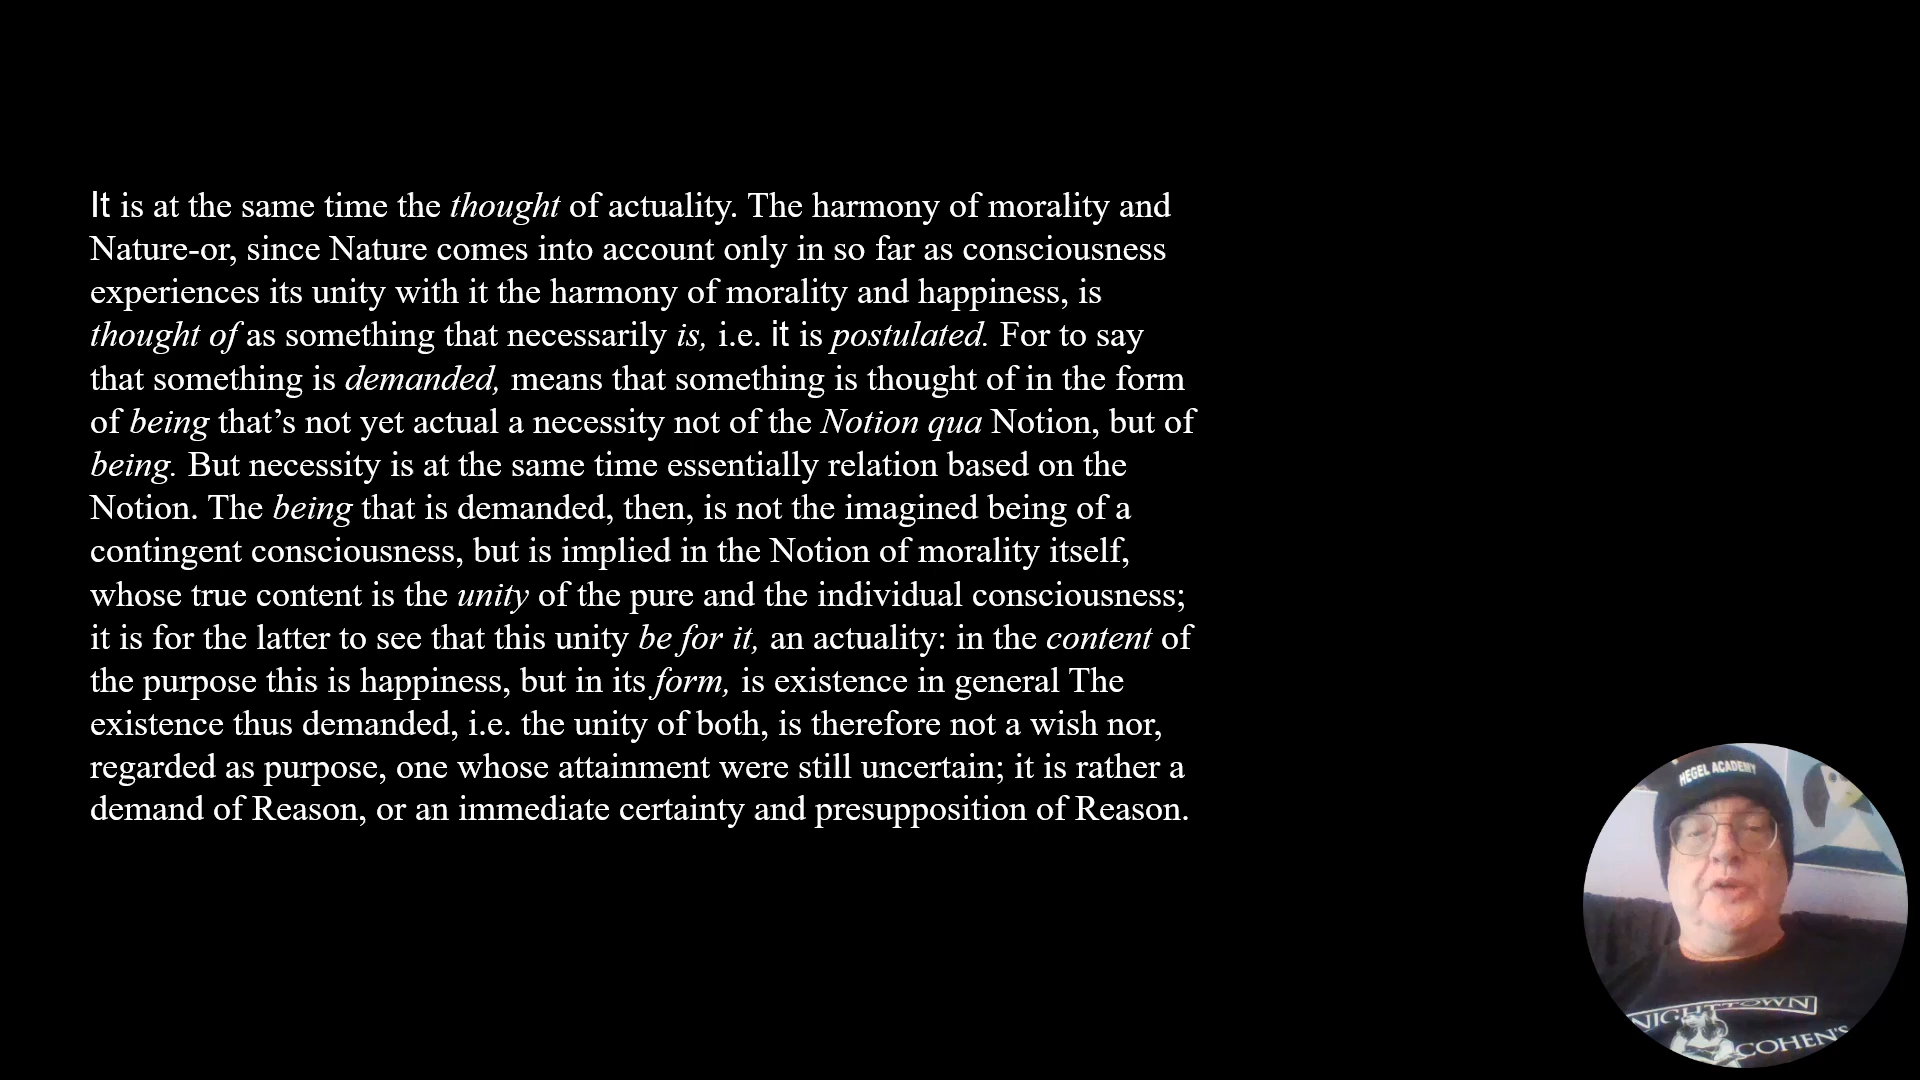 It is at the same time the thought of actuality. The harmony of morality and
Nature-or, since Nature comes into account only in so far as consciousness
experiences its unity with it the harmony of morality and happiness, is
thought of as something that necessarily is, i.e. it is postulated. For to say
that something is demanded, means that something is thought of in the form
of being that’s not yet actual a necessity not of the Notion qua Notion, but of
being. But necessity is at the same time essentially relation based on the
Notion. The being that is demanded, then, is not the imagined being of a
contingent consciousness, but is implied in the Notion of morality itself,
whose true content is the unity of the pure and the individual consciousness;
it is for the latter to see that this unity be for it, an actuality: in the content of
the purpose this is happiness, but in its form, is existence in general The
existence thus demanded, i.e. the unity of both, is therefore not a wish nor,
regarded as purpose, one whose attainment were still uncertain; it is rather a
demand of Reason, or an immediate certainty and presupposition of Reason.
HEGEL ACADEMY
NIGHTTOWN
COHEN'S